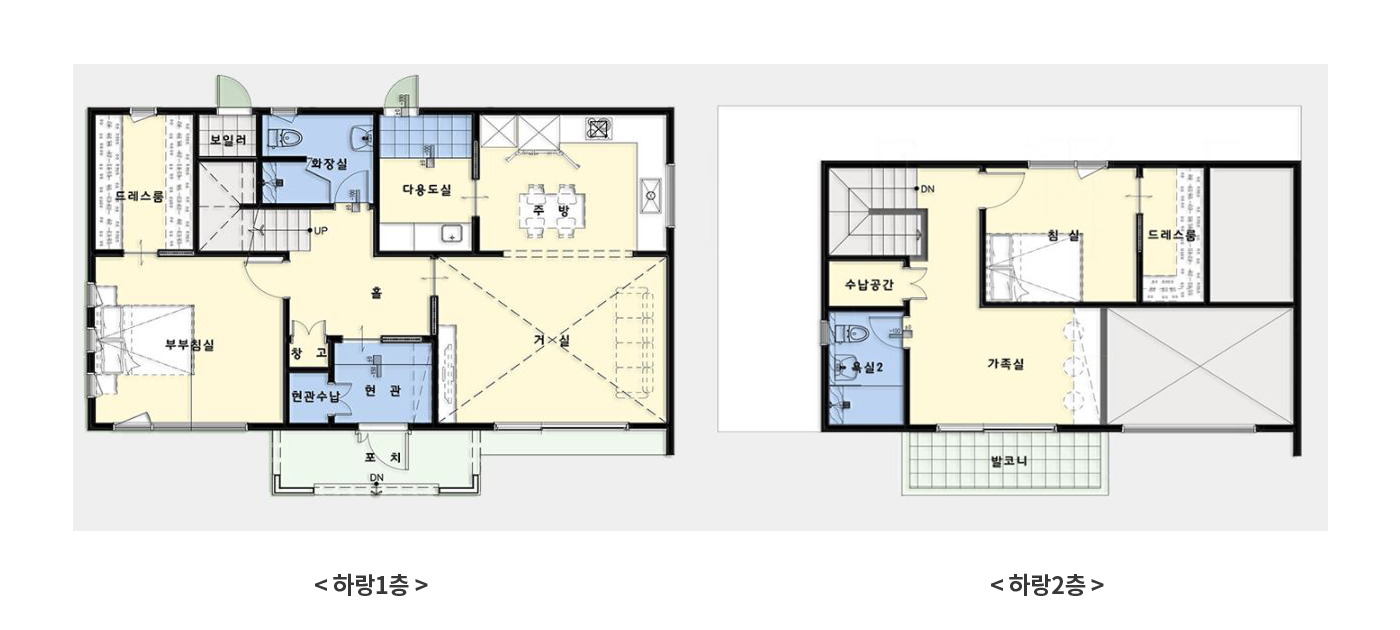 보일러
화장실
드레스룸
다용도실
주 방
UP
홀
부부침실
창 고
거 실
현관수납
현 관
포 치
DN
DN
침 실
드레스룸
수납공간
욕실2
가족실
발코니
< 하랑1층 >
< 하랑2층 >